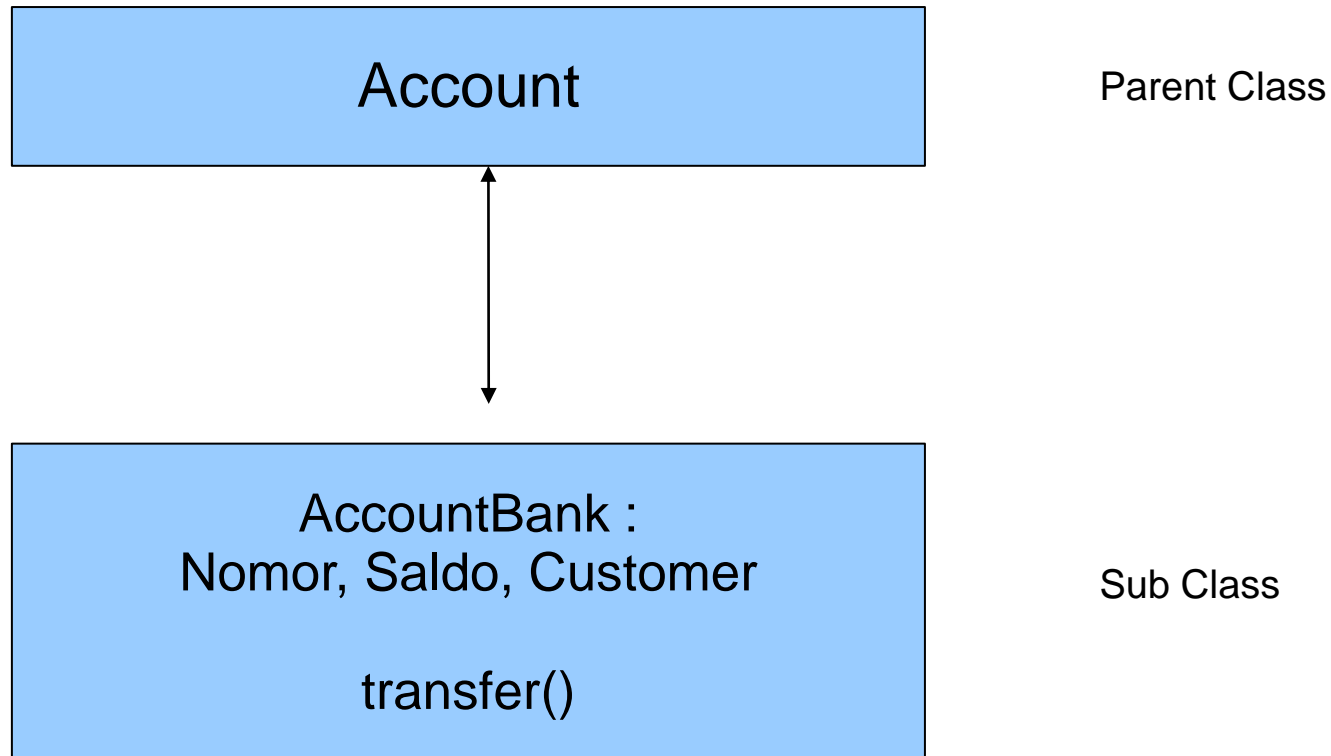 Account
Parent Class
AccountBank :
Nomor, Saldo, Customer
Sub Class
transfer()